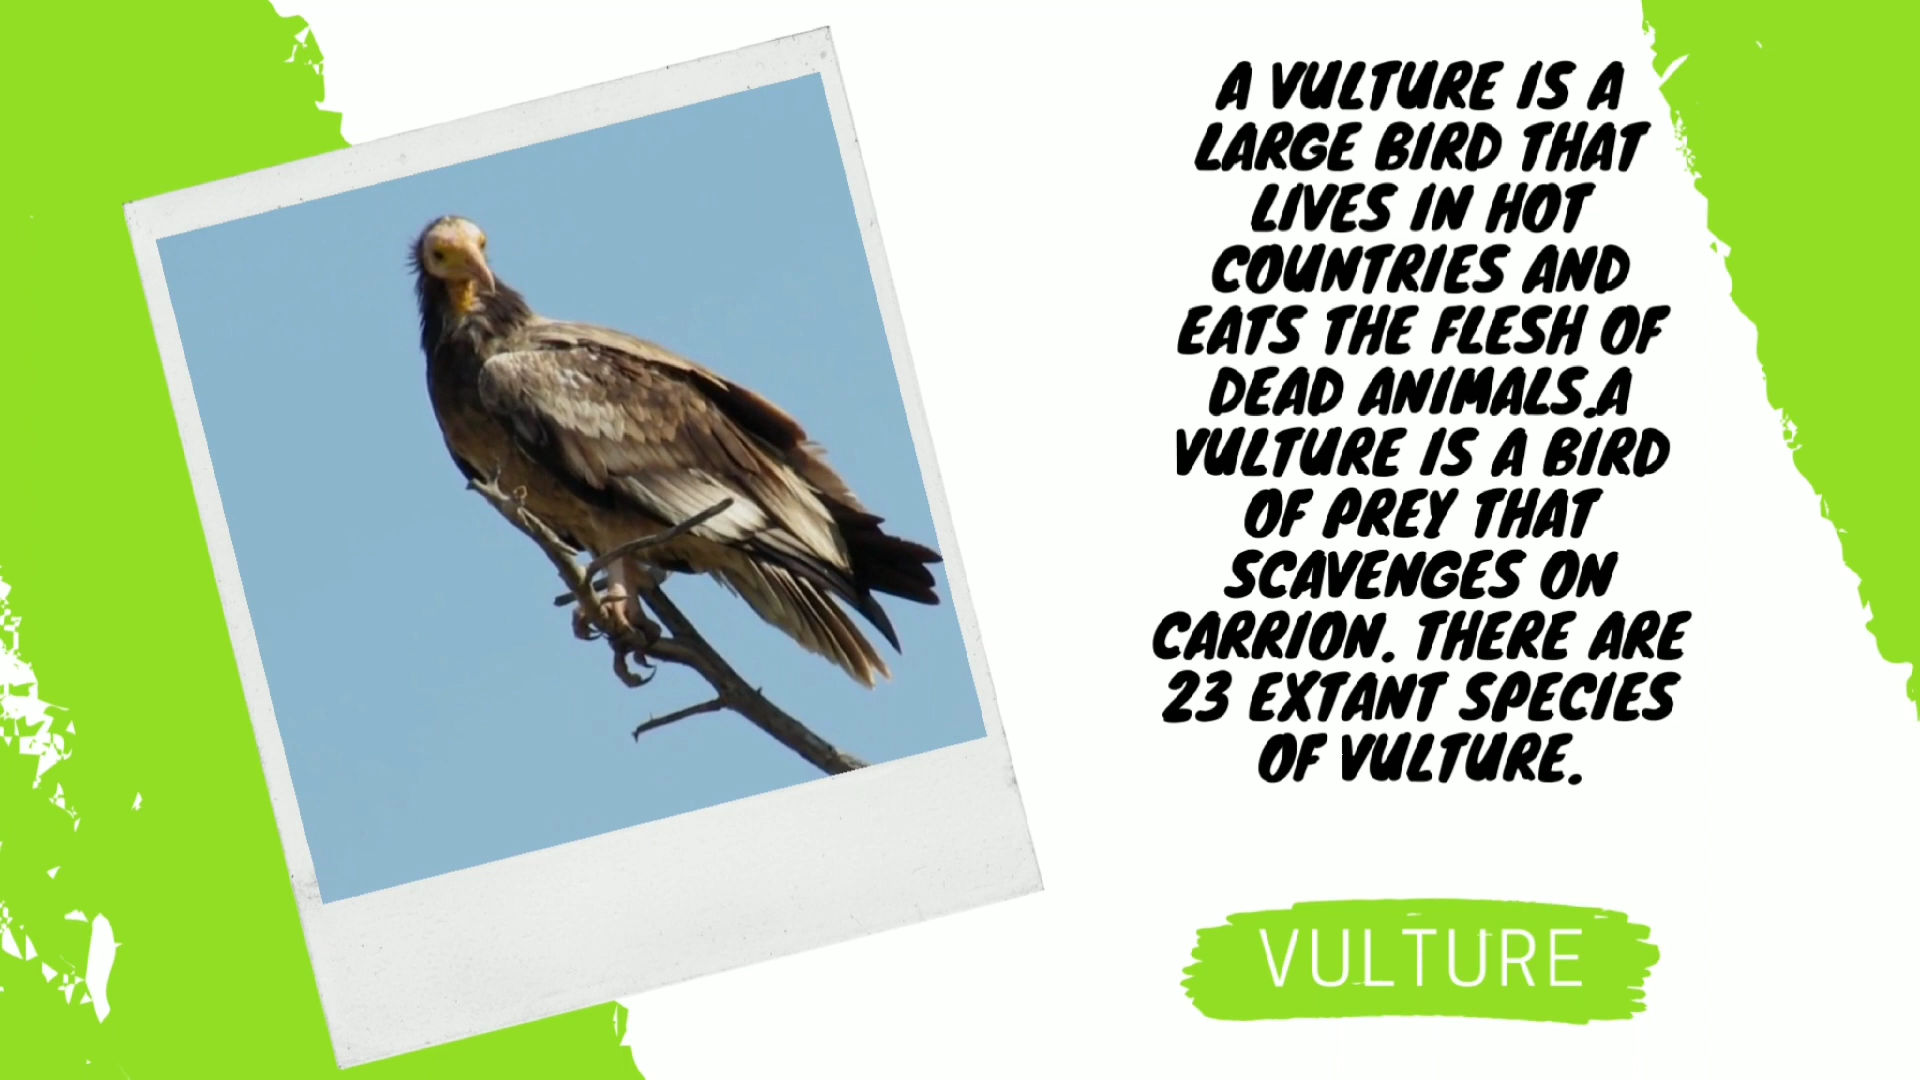 A VULTURE IS A
LARGE BIRD THAT
LIVES IN HOT
COUNTRIES AND
EATS THE FLESH OF
DEAD ANIMALS.A
VULTURE IS A BIRD
OF PREY THAT
SCAVENGES ON
CARRION. THERE ARE
23 EXTANT SPECIES
OF VULTURE.
VULTURE